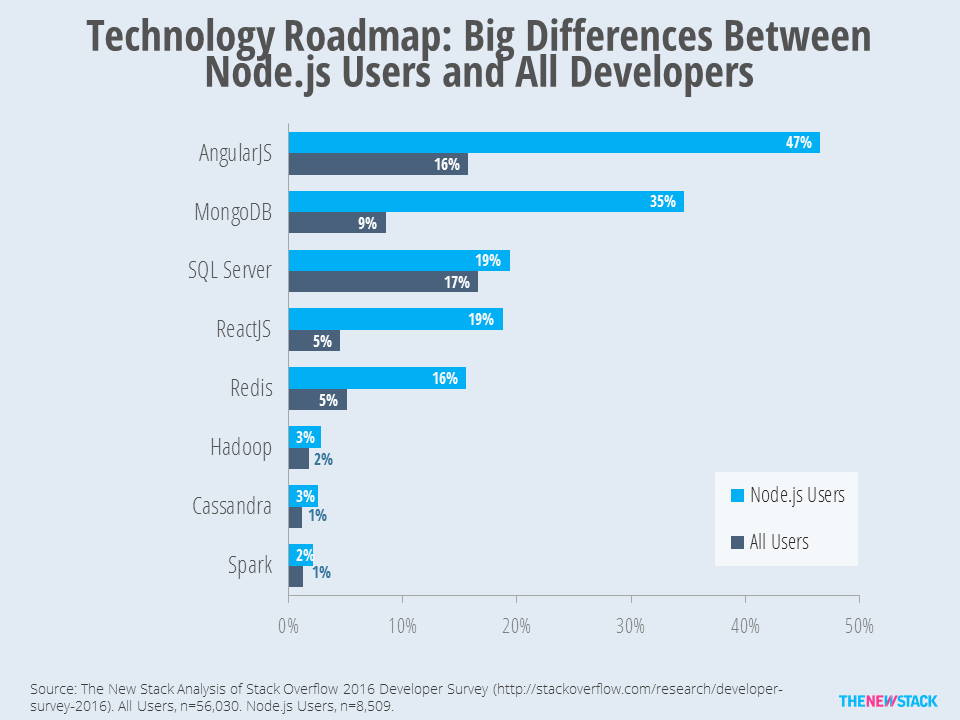 Technology Roadmap: Big Differences Between
Node.js Users and All Developers
AngularJS
47%
16%
MongoDB
35%
9%
SQL Server
19%
17%
ReactJS
19%
5%
Redis
16%
5%
Hadoop
3%
2%
Cassandra
3%
1%
Spark
2%
1%
Node.js Users
All Users
0% 10% 20% 30% 40% 50%
Source: The New Stack Analysis of Stack Overflow 2016 Developer Survey (http://stackoverflow.com/research/developer-
survey-2016). All Users, n=56,030. Node.js Users, n=8,509.
THENEWSTACK